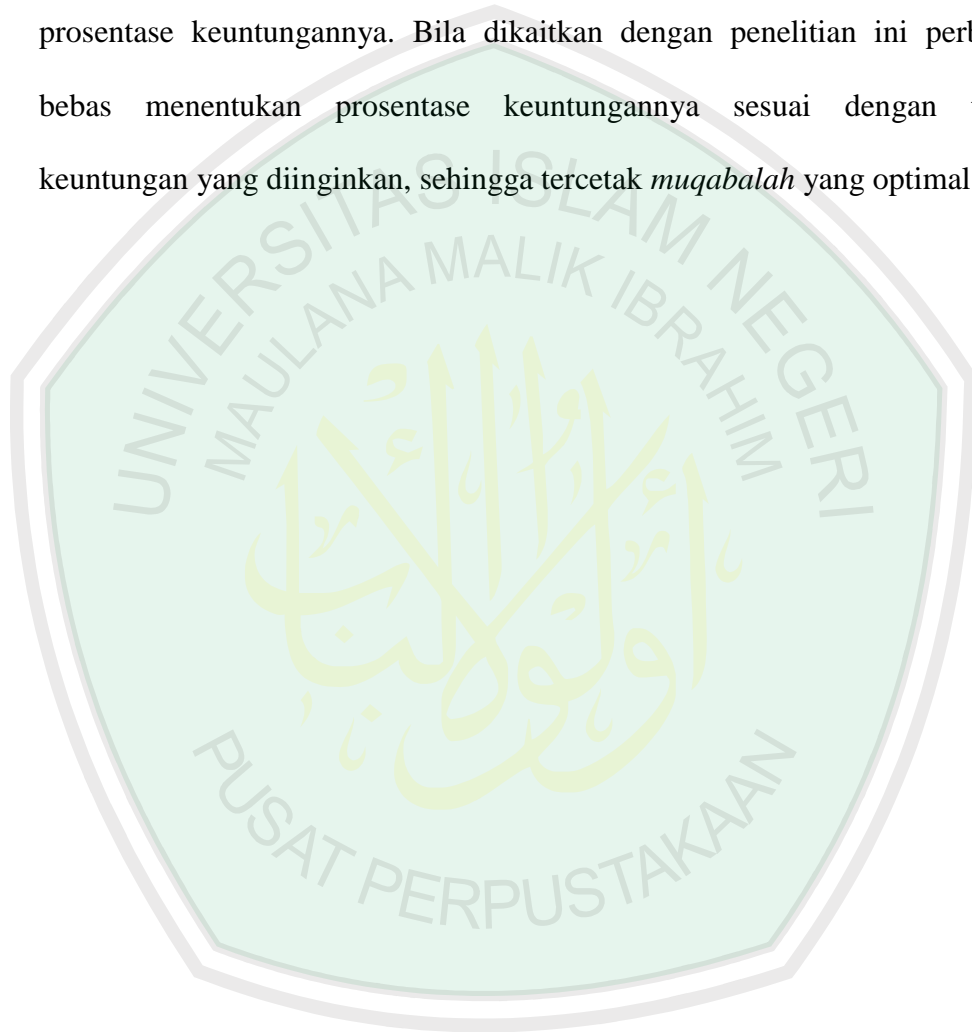 prosentase keuntungannya. Bila dikaitkan dengan penelitian ini
bebas menentukan prosentase keuntungannya sesuai dengan
keuntungan yang diinginkan, sehingga tercetak muqabalah yang optimal
UNIVERSITAS ISLAM NEGERI
MAULANA MALIK IBRAHIM
PUSAT PERPUSTAKAAN